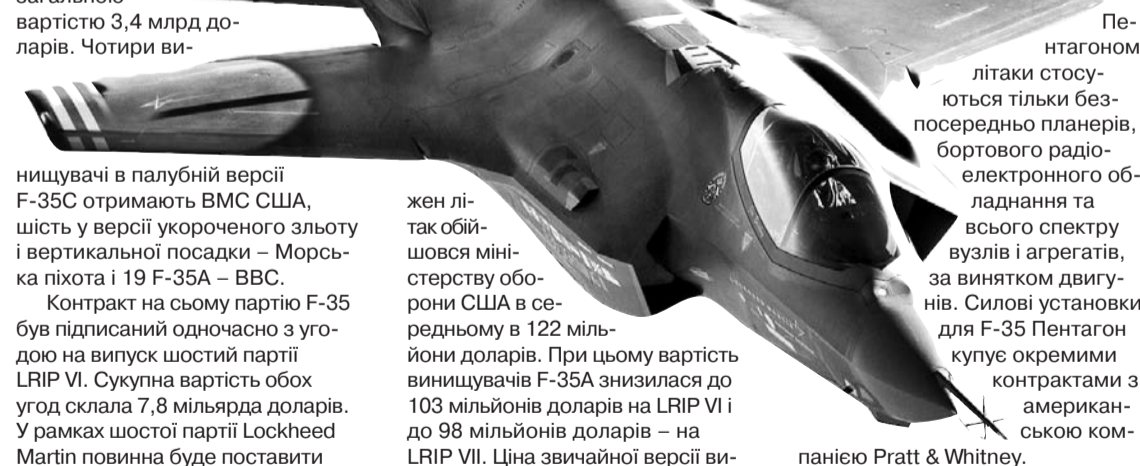 вартістю 3,4 млрд до-
ларів. Чотири ви-
нищувачі в палубній версії
F-35C отримають ВМС США,
шість у версії укороченого зльоту
і вертикальної посадки – Морсь-
ка піхота і 19 F-35A – ВВС.
Контракт на сьому партію F-35
був підписаний одночасно з уго-
дою на випуск шостий партії
LRIP VI. Сукупна вартість обох
угод склала 7,8 мільярда доларів.
У рамках шостої партії Lockheed
Martin повинна буде поставити
жен лі-
так обій-
шовся міні-
стерству обо-
рони США в се-
редньому в 122 міль-
йони доларів. При цьому вартість
винищувачів F-35A знизилася до
103 мільйонів доларів на LRIP VI і
до 98 мільйонів доларів – на
LRIP VII. Ціна звичайної версії ви-
Пе-
нтагоном
літаки стосу-
ються тільки без-
посередньо планерів,
бортового радіо-
електронного об-
ладнання та
всього спектру
вузлів і агрегатів,
за винятком двигу-
нів. Силові установки
для F-35 Пентагон
купує окремими
контрактами з
американ-
ською ком-
панією Pratt & Whitney.